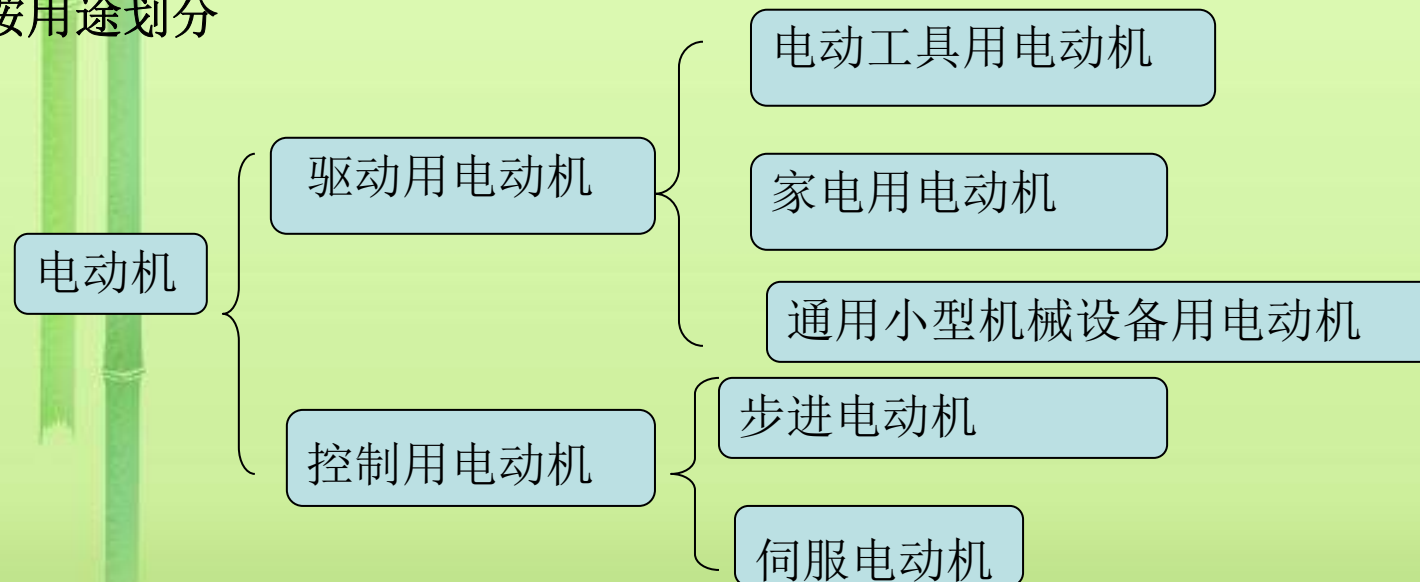 按用途划分
电动工具用电动机
驱动用电动机
家电用电动机
电动机
通用小型机械设备用电动机
步进电动机
控制用电动机
伺服电动机